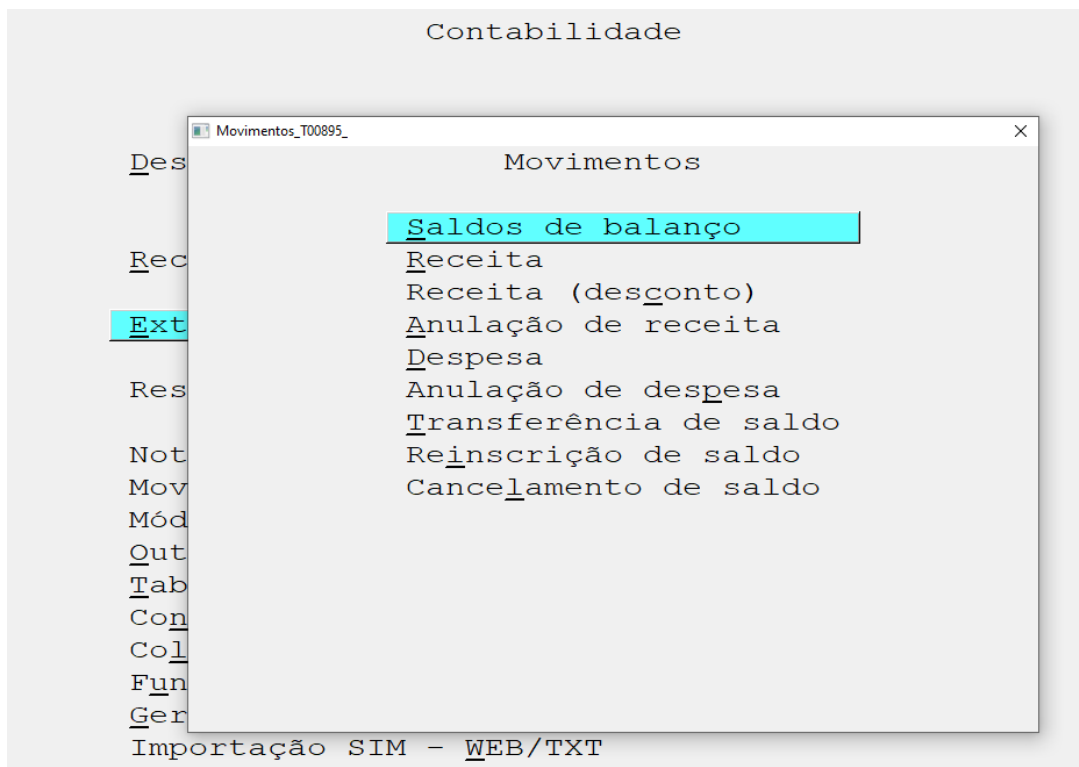 Contabilidade
Movimentos_T00895_
Movimentos
Des
Saldos de balanço
Rec
Receita
Receita (desconto)
Ext
Anulação de receita
Despesa
Res
Anulação de despesa
Transferência de saldo
Not
Reinscrição de saldo
Mov
Cancelamento de saldo
Mód
Out
Tab
Con
Col
Fun
Ger
Importação SIM - WEB/TXT